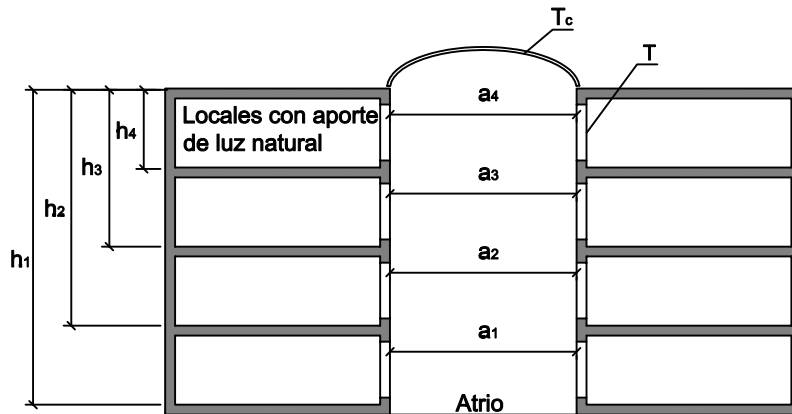 Tc
T
a4
Locales con aporte
de luz natural
h4
a3
h3
h2
a2
h1
a1
Atrio